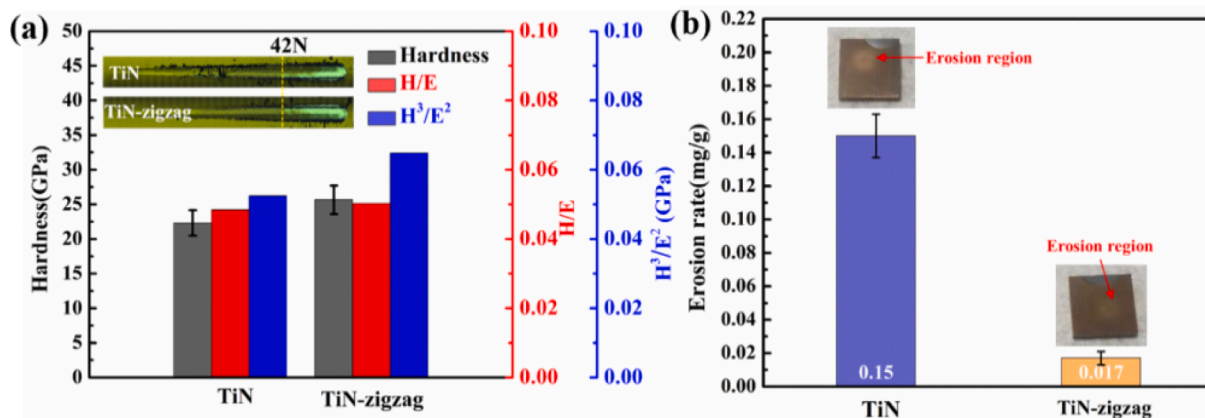 (a)
50
45
40
35
30
25
20
15
10
5
0
Hardness(GPa)
TiN
TiN-zigzag
42N
Hardness
H/E
H³/E²
TiN
TiN-zigzag
0.10
0.08
0.06
0.04
0.02
0.00
H/E
0.10
0.08
0.06
0.04
0.02
0.00
H³/E² (GPa)
(b)
0.22
0.20
0.18
0.16
0.14
0.12
0.10
0.08
0.06
0.04
0.02
0.00
Erosion rate(mg/g)
Erosion region
Erosion region
0.15
0.017
TiN
TiN-zigzag